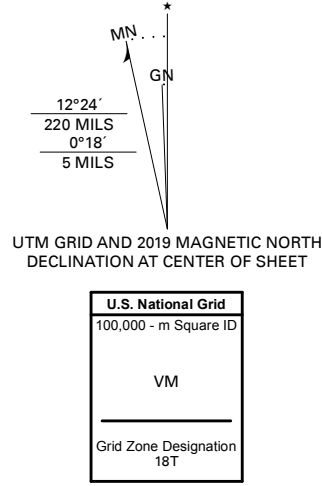 ★
MN
GN
12°24´
220 MILS
0°18´
5 MILS
UTM GRID AND 2019 MAGNETIC NORTH
DECLINATION AT CENTER OF SHEET
U.S. National Grid
100,000 - m Square ID
VM
Grid Zone Designation
18T